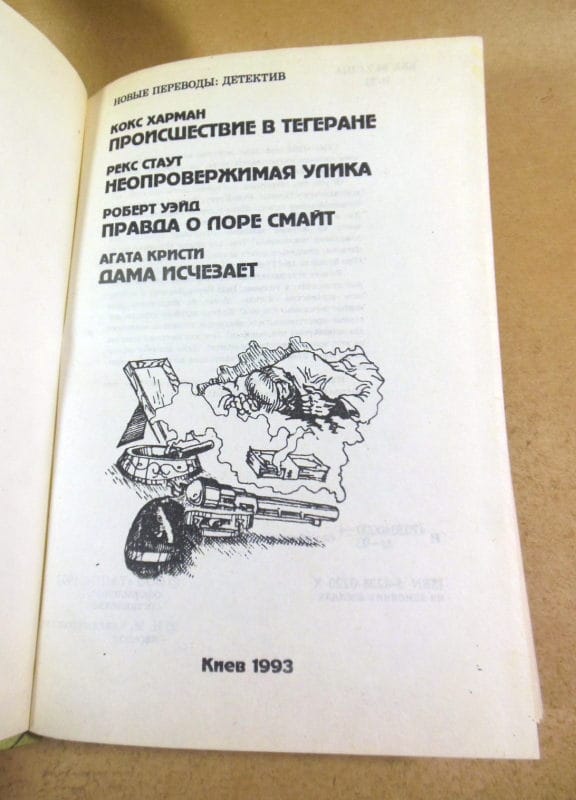 НОВЫЕ ПЕРЕВОДЫ: ДЕТЕКТИВ
КОКС ХАРМАН
ПРОИСШЕСТВИЕ В ТЕГЕРАНЕ
РЕКС СТАУТ
НЕОПРОВЕРЖИМАЯ УЛИКА
РОБЕРТ УЭЙД
ПРАВДА О ЛОРЕ СМАЙТ
АГАТА КРИСТИ
ДАМА ИСЧЕЗАЕТ
Киев 1993